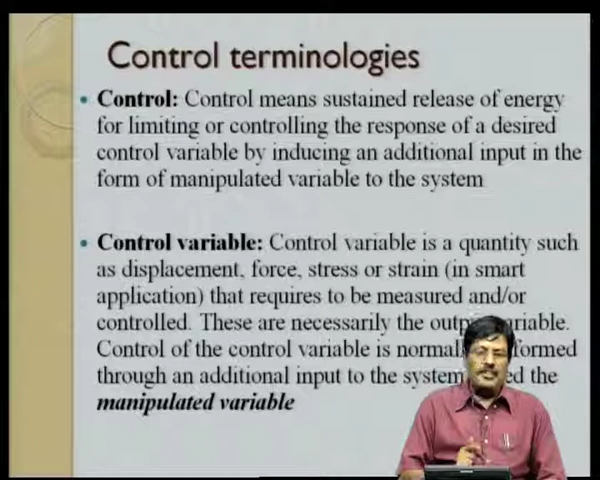 Control terminologies
• Control: Control means sustained release of energy
for limiting or controlling the response of a desired
control variable by inducing an additional input in the
form of manipulated variable to the system
• Control variable: Control variable is a quantity such
as displacement, force, stress or strain (in smart
application) that requires to be measured and/or
controlled. These are necessarily the
Control of the control variable is
through an additional input to the system the
manipulated variable